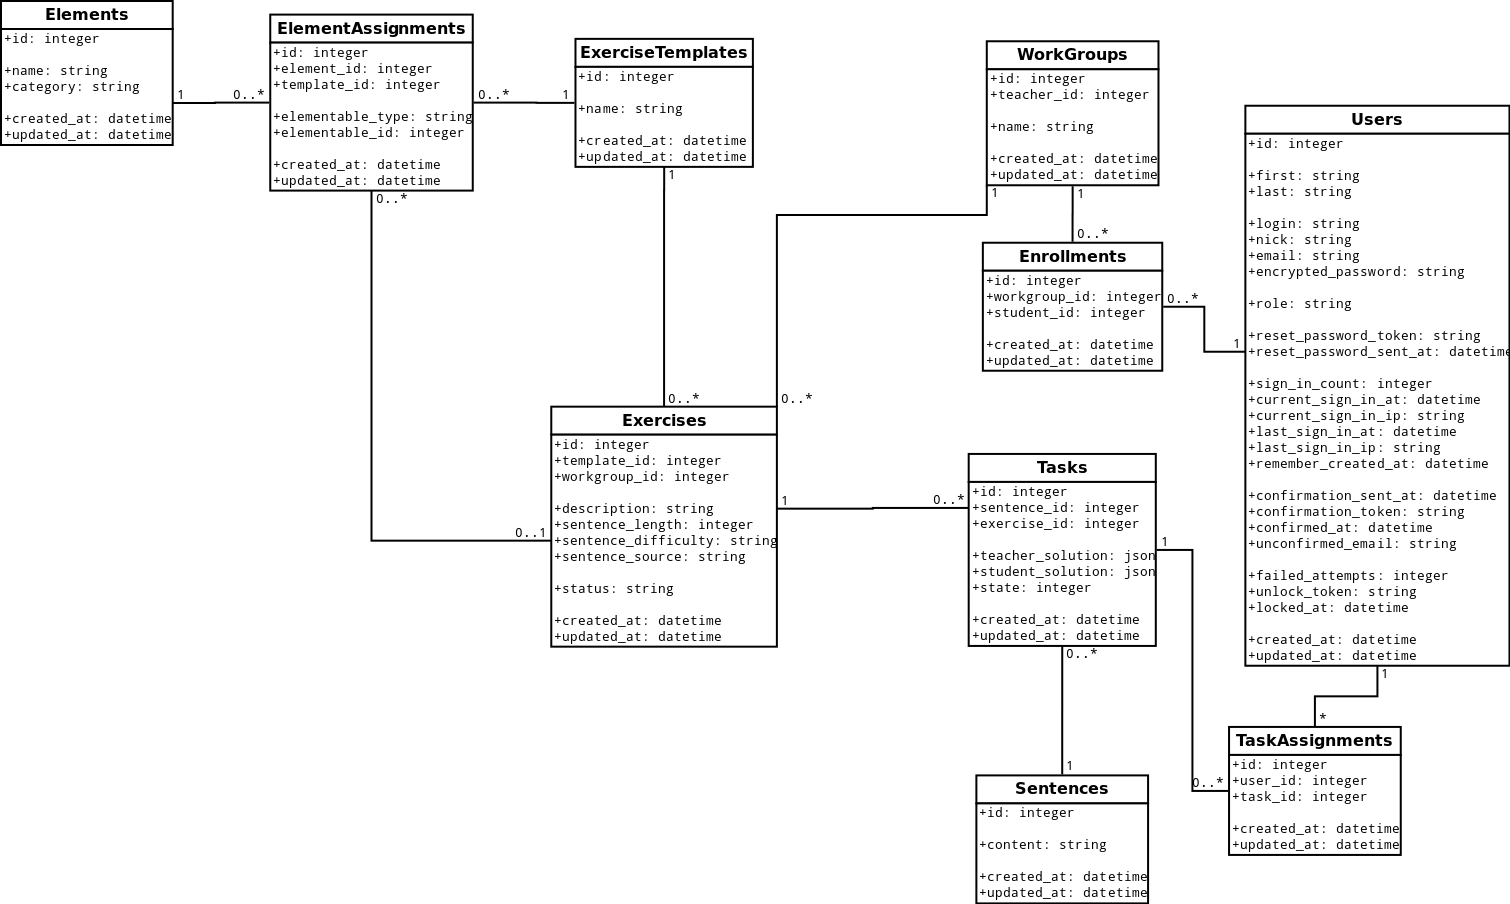 Elements
+id: integer
+name: string
+category: string
+created_at: datetime
+updated_at: datetime
1
0..*
ElementAssignments
+id: integer
+element_id: integer
+template_id: integer
+elementable_type: string
+elementable_id: integer
+created_at: datetime
+updated_at: datetime
0..*
1
0..*
0..1
ExerciseTemplates
+id: integer
+name: string
+created_at: datetime
+updated_at: datetime
1
0..*
WorkGroups
+id: integer
+teacher_id: integer
+name: string
+created_at: datetime
+updated_at: datetime
1
0..*
1
0..*
Enrollments
+id: integer
+workgroup_id: integer
+student_id: integer
+created_at: datetime
+updated_at: datetime
0..*
1
Users
+id: integer
+first: string
+last: string
+login: string
+nick: string
+email: string
+encrypted_password: string
+role: string
+reset_password_token: string
+reset_password_sent_at: datetime
+sign_in_count: integer
+current_sign_in_at: datetime
+current_sign_in_ip: string
+last_sign_in_at: datetime
+last_sign_in_ip: string
+remember_created_at: datetime
+confirmation_sent_at: datetime
+confirmation_token: string
+confirmed_at: datetime
+unconfirmed_email: string
+failed_attempts: integer
+unlock_token: string
+locked_at: datetime
+created_at: datetime
+updated_at: datetime
1
*
Exercises
+id: integer
+template_id: integer
+workgroup_id: integer
+description: string
+sentence_length: integer
+sentence_difficulty: string
+sentence_source: string
+status: string
+created_at: datetime
+updated_at: datetime
1
0..*
Tasks
+id: integer
+sentence_id: integer
+exercise_id: integer
+teacher_solution: json
+student_solution: json
+state: integer
+created_at: datetime
+updated_at: datetime
1
0..*
0..*
1
Sentences
+id: integer
+content: string
+created_at: datetime
+updated_at: datetime
TaskAssignments
+id: integer
+user_id: integer
+task_id: integer
+created_at: datetime
+updated_at: datetime